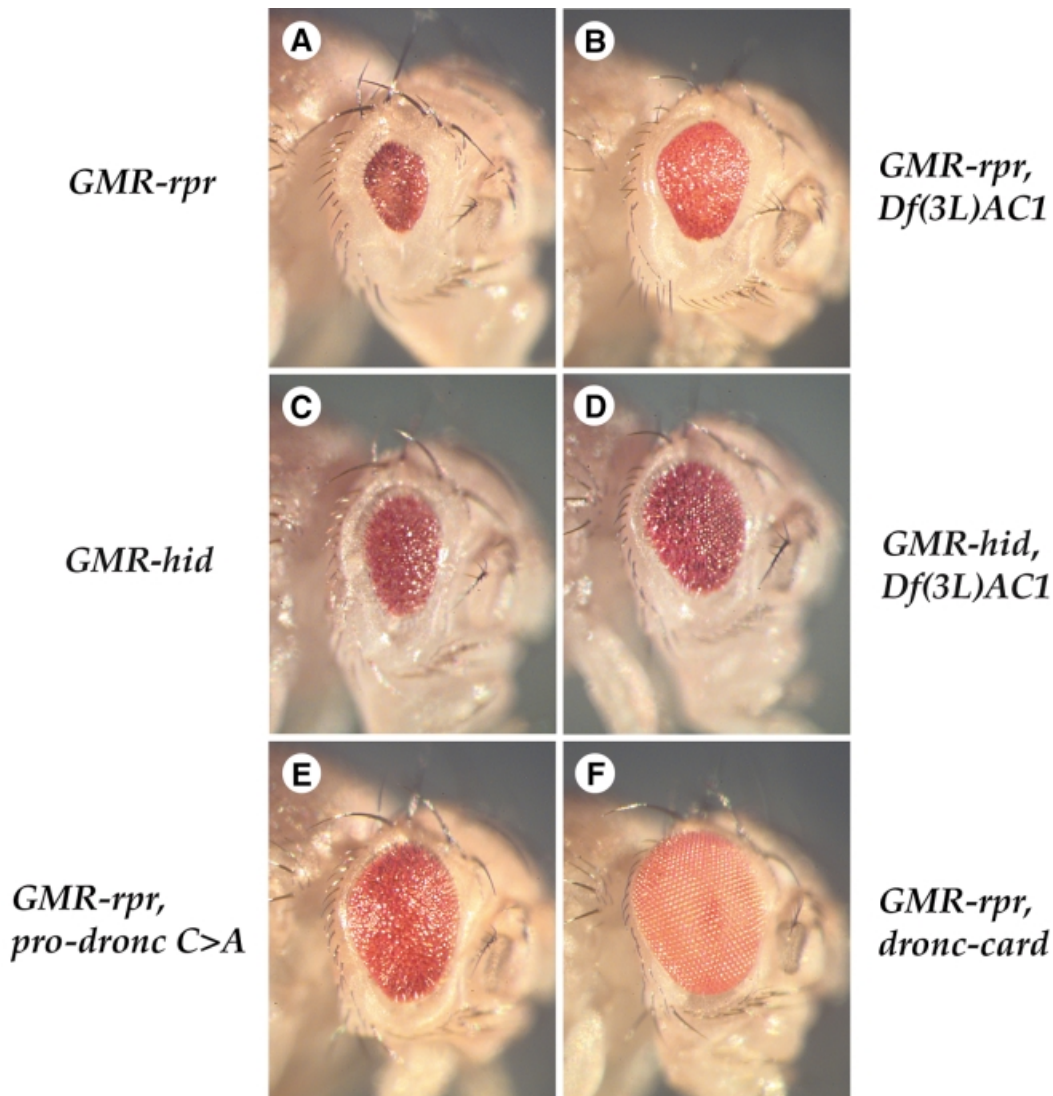 A
B
GMR-rpr
GMR-rpr,
Df(3L)AC1
C
D
GMR-hid
GMR-hid,
Df(3L)AC1
E
F
GMR-rpr,
pro-dronc C>A
GMR-rpr,
dronc-card